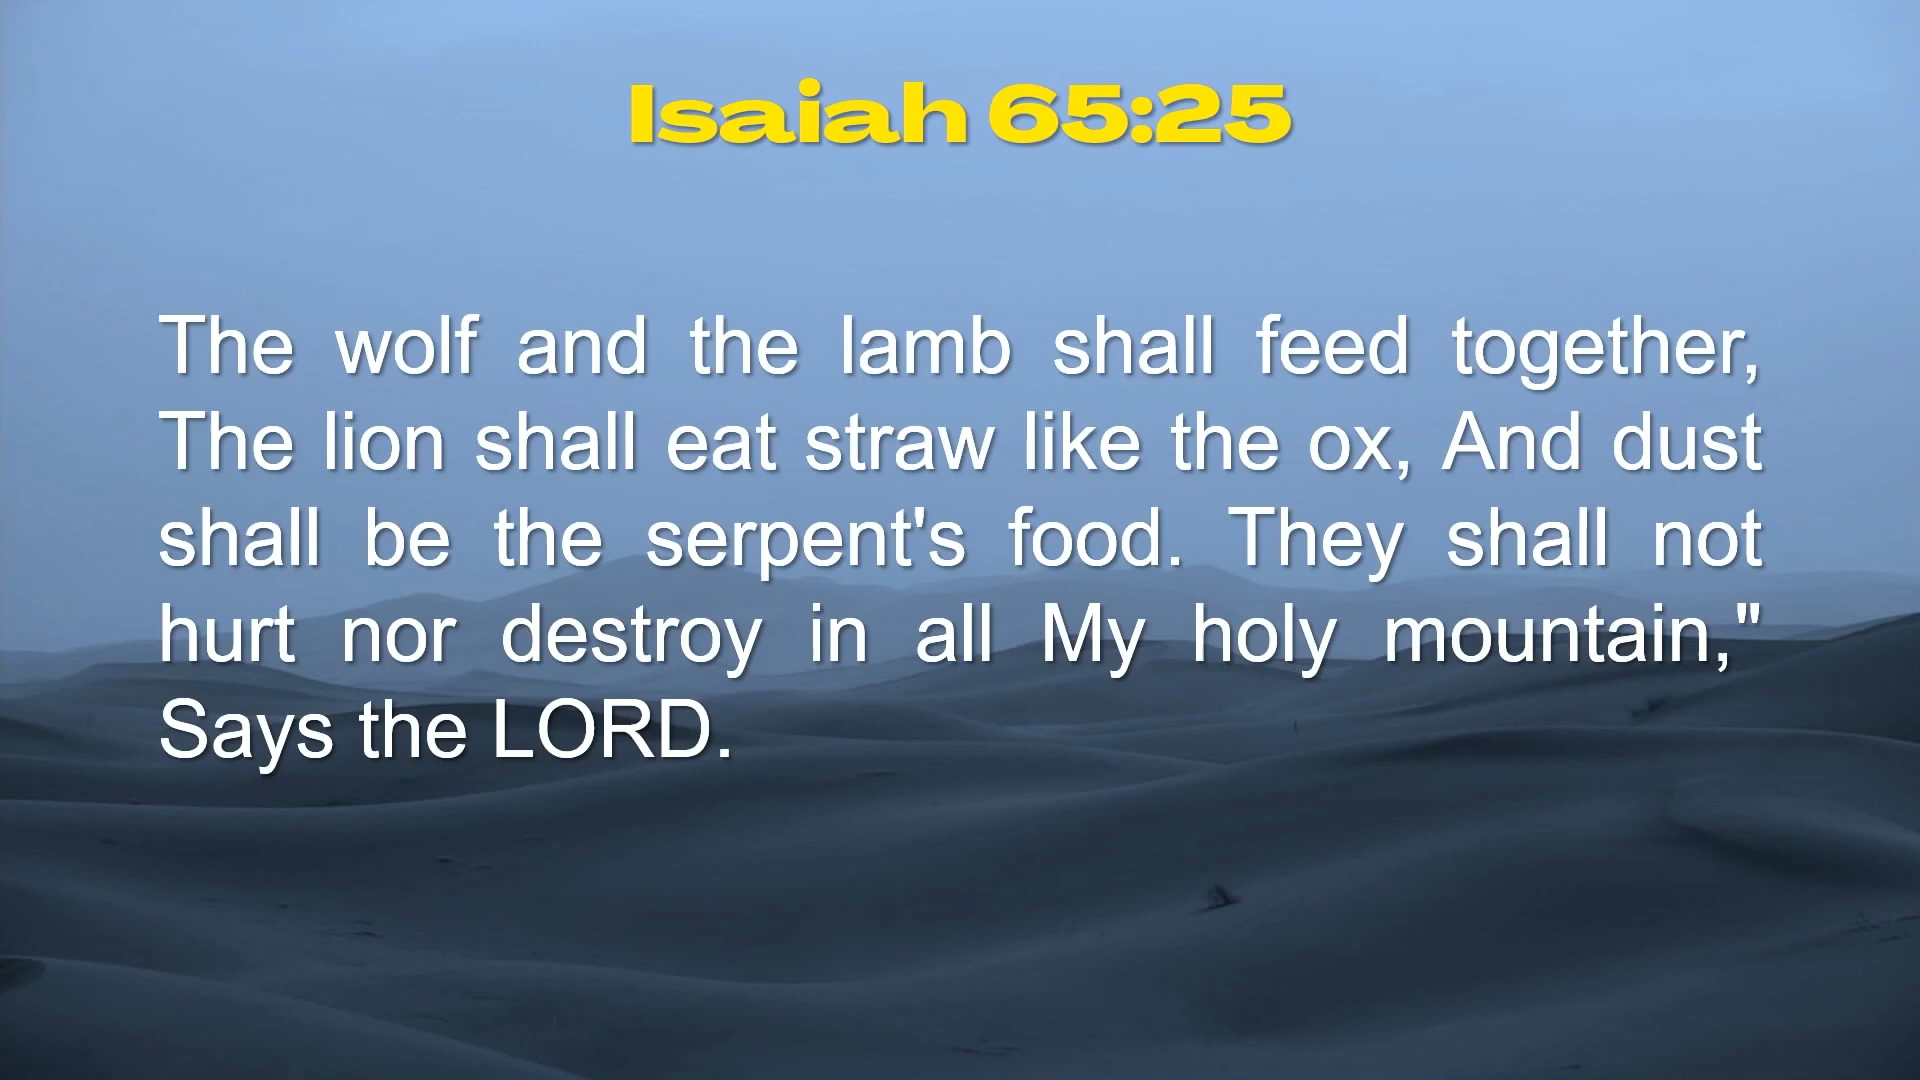 Isaiah 65:25
The wolf and the lamb shall feed together,
The lion shall eat straw like the ox, And dust
shall be the serpent's food. They shall not
hurt nor destroy in all My holy mountain,"
Says the LORD.